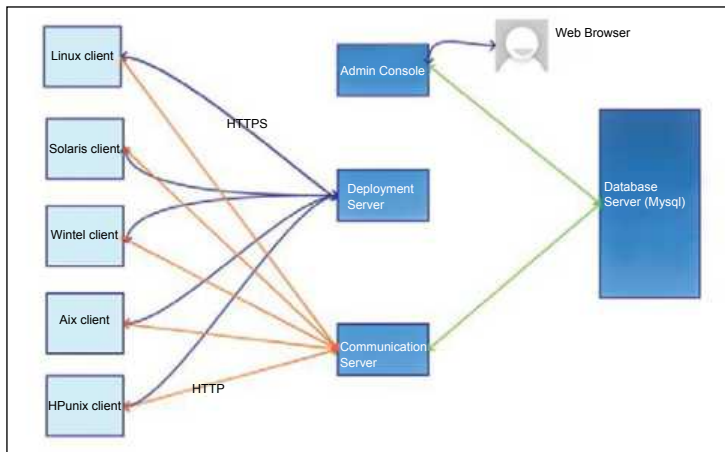 Linux client
Solaris client
Wintel client
Aix client
HPunix client
HTTPS
HTTP
Admin Console
Deployment
Server
Communication
Server
Web Browser
Database
Server (Mysql)